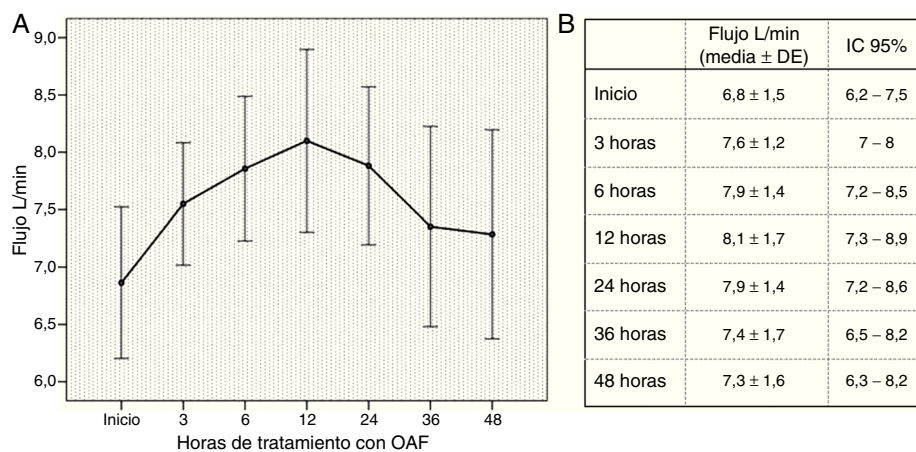 A
9,0
8,5
8,0
7,5
7,0
6,5
6,0
Flujo L/min
Inicio 3 6 12 24 36 48
Horas de tratamiento con OAF
B
Flujo L/min
(media ± DE)
IC 95%
Inicio 6,8 ± 1,5 6,2 – 7,5
3 horas 7,6 ± 1,2 7 – 8
6 horas 7,9 ± 1,4 7,2 – 8,5
12 horas 8,1 ± 1,7 7,3 – 8,9
24 horas 7,9 ± 1,4 7,2 – 8,6
36 horas 7,4 ± 1,7 6,5 – 8,2
48 horas 7,3 ± 1,6 6,3 – 8,2